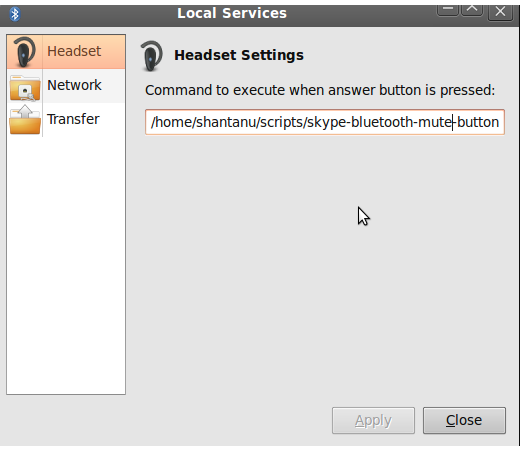 Local Services
Headset
Network
Transfer
Headset Settings
Command to execute when answer button is pressed:
/home/shantanu/scripts/skype-bluetooth-mute-button
Apply
Close